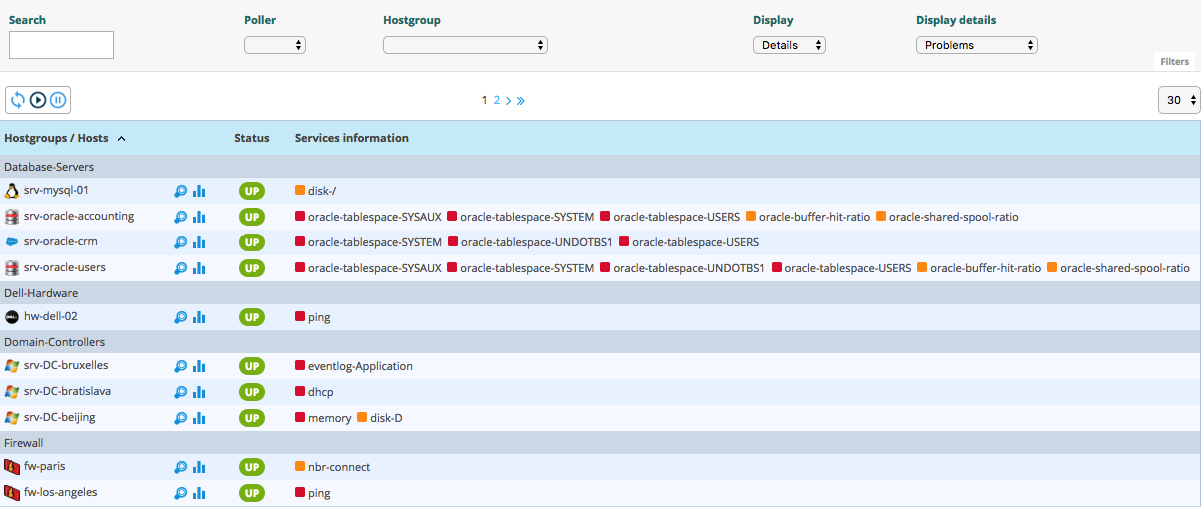 Search Poller Hostgroup Display Display details
Details Problems
Filters
1 2 30
Hostgroups / Hosts Status Services information
Database-Servers
srv-mysql-01 UP disk-/
srv-oracle-accounting UP oracle-tablespace-SYSAUX oracle-tablespace-SYSTEM oracle-tablespace-USERS oracle-buffer-hit-ratio oracle-shared-spool-ratio
srv-oracle-crm UP oracle-tablespace-SYSTEM oracle-tablespace-UNDOTBS1 oracle-tablespace-USERS
srv-oracle-users UP oracle-tablespace-SYSAUX oracle-tablespace-SYSTEM oracle-tablespace-UNDOTBS1 oracle-tablespace-USERS oracle-buffer-hit-ratio oracle-shared-spool-ratio
Dell-Hardware
hw-dell-02 UP ping
Domain-Controllers
srv-DC-bruxelles UP eventlog-Application
srv-DC-bratislava UP dhcp
srv-DC-beijing UP memory disk-D
Firewall
fw-paris UP nbr-connect
fw-los-angeles UP ping